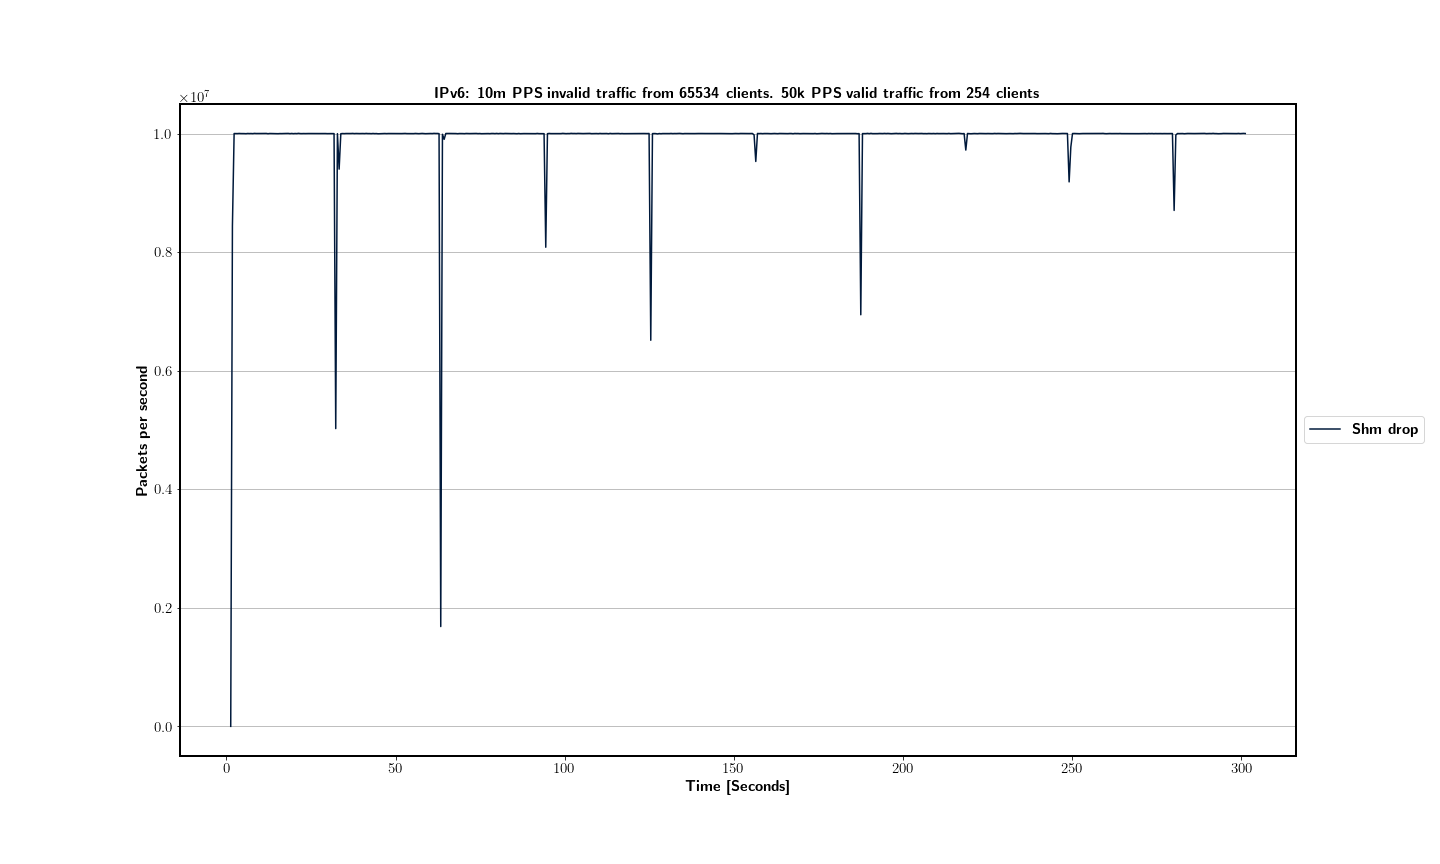 IPv6: 10m PPS invalid traffic from 65534 clients. 50k PPS valid traffic from 254 clients
×10⁷
1.0
0.8
0.6
0.4
0.2
0.0
Packets per second
0 50 100 150 200 250 300
Time [Seconds]
Shm drop